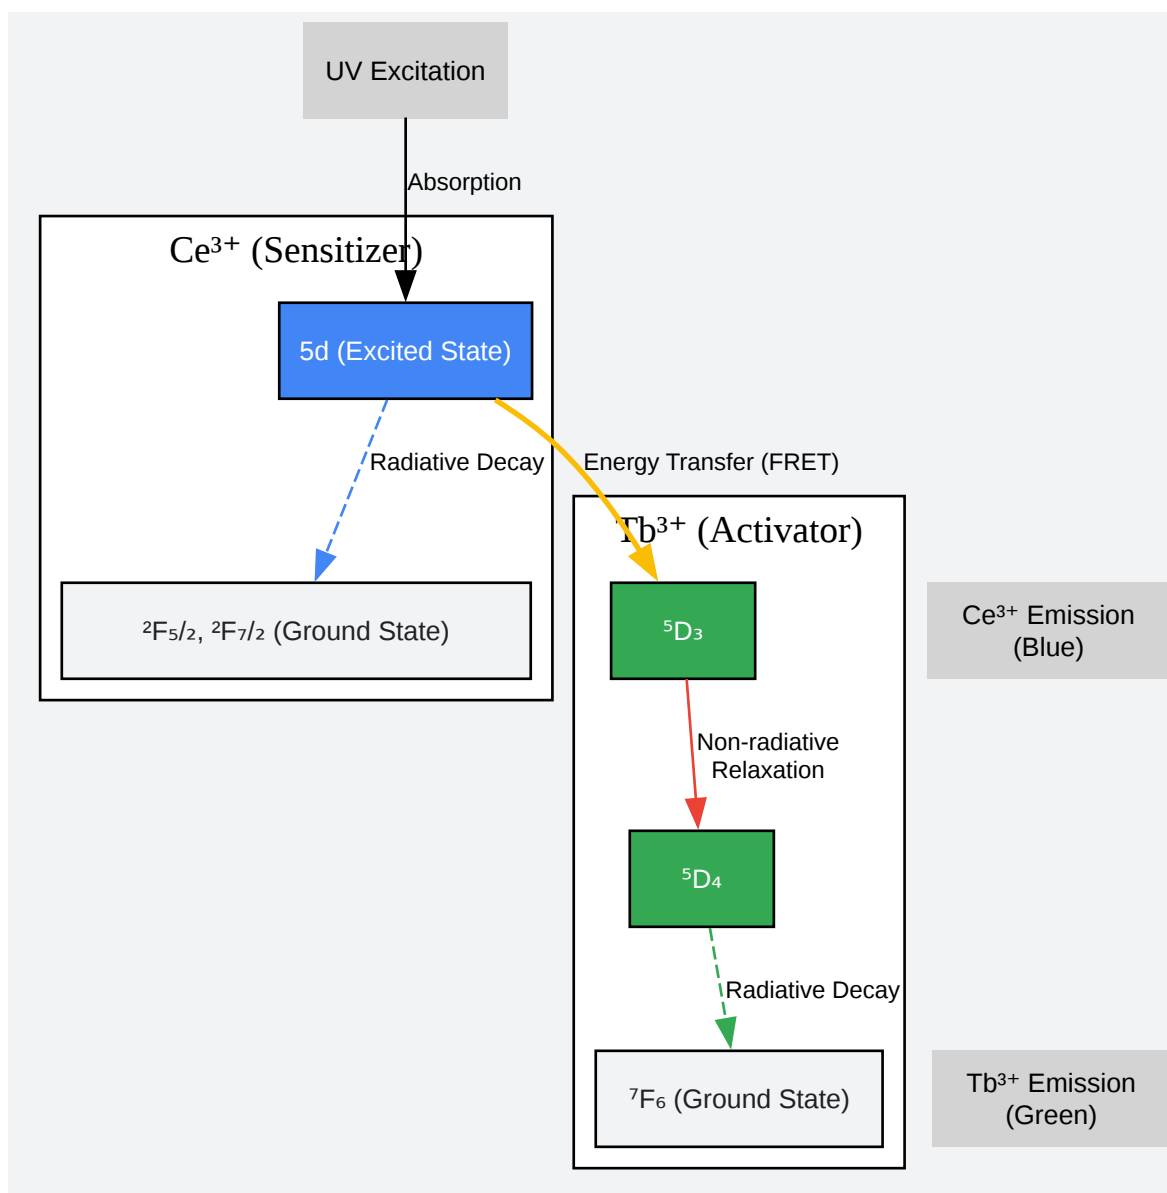 UV Excitation
Absorption
Ce³⁺ (Sensitizer)
5d (Excited State)
Radiative Decay
Energy Transfer (FRET)
Tb³⁺ (Activator)
²F₅/₂, ²F₇/₂ (Ground State)
⁵D₃
Ce³⁺ Emission
(Blue)
Non-radiative
Relaxation
⁵D₄
Radiative Decay
⁷F₆ (Ground State)
Tb³⁺ Emission
(Green)